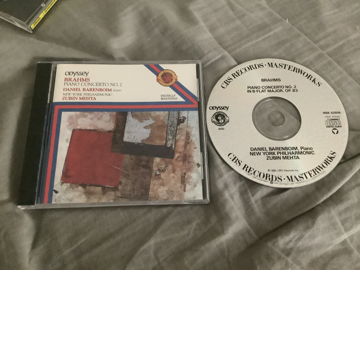 odyssey
BRAHMS
PIANO CONCERTO NO. 2
DANIEL BARENBOIM, PIANO
NEW YORK PHILHARMONIC
ZUBIN MEHTA
CBS RECORDS · MASTERWORKS
BRAHMS
PIANO CONCERTO NO. 2
IN B-FLAT MAJOR, OP. 83
odyssey
DANIEL BARENBOIM, Piano
NEW YORK PHILHARMONIC
ZUBIN MEHTA
CBS RECORDS · MASTERWORKS